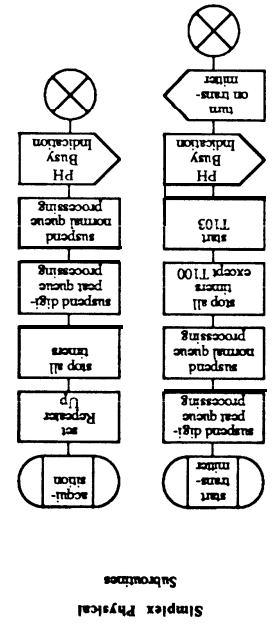 Simplex Physical
Subroutines
start
trans-
mitter
suspend digi-
peat queue
processing
suspend
normal queue
processing
stop all
timers
except T100
start
T103
PH
Busy
Indication
turn
on trans-
mitter
acqui-
sition
set
Repeater
Up
stop all
timers
suspend digi-
peat queue
processing
suspend
normal queue
processing
PH
Busy
Indication